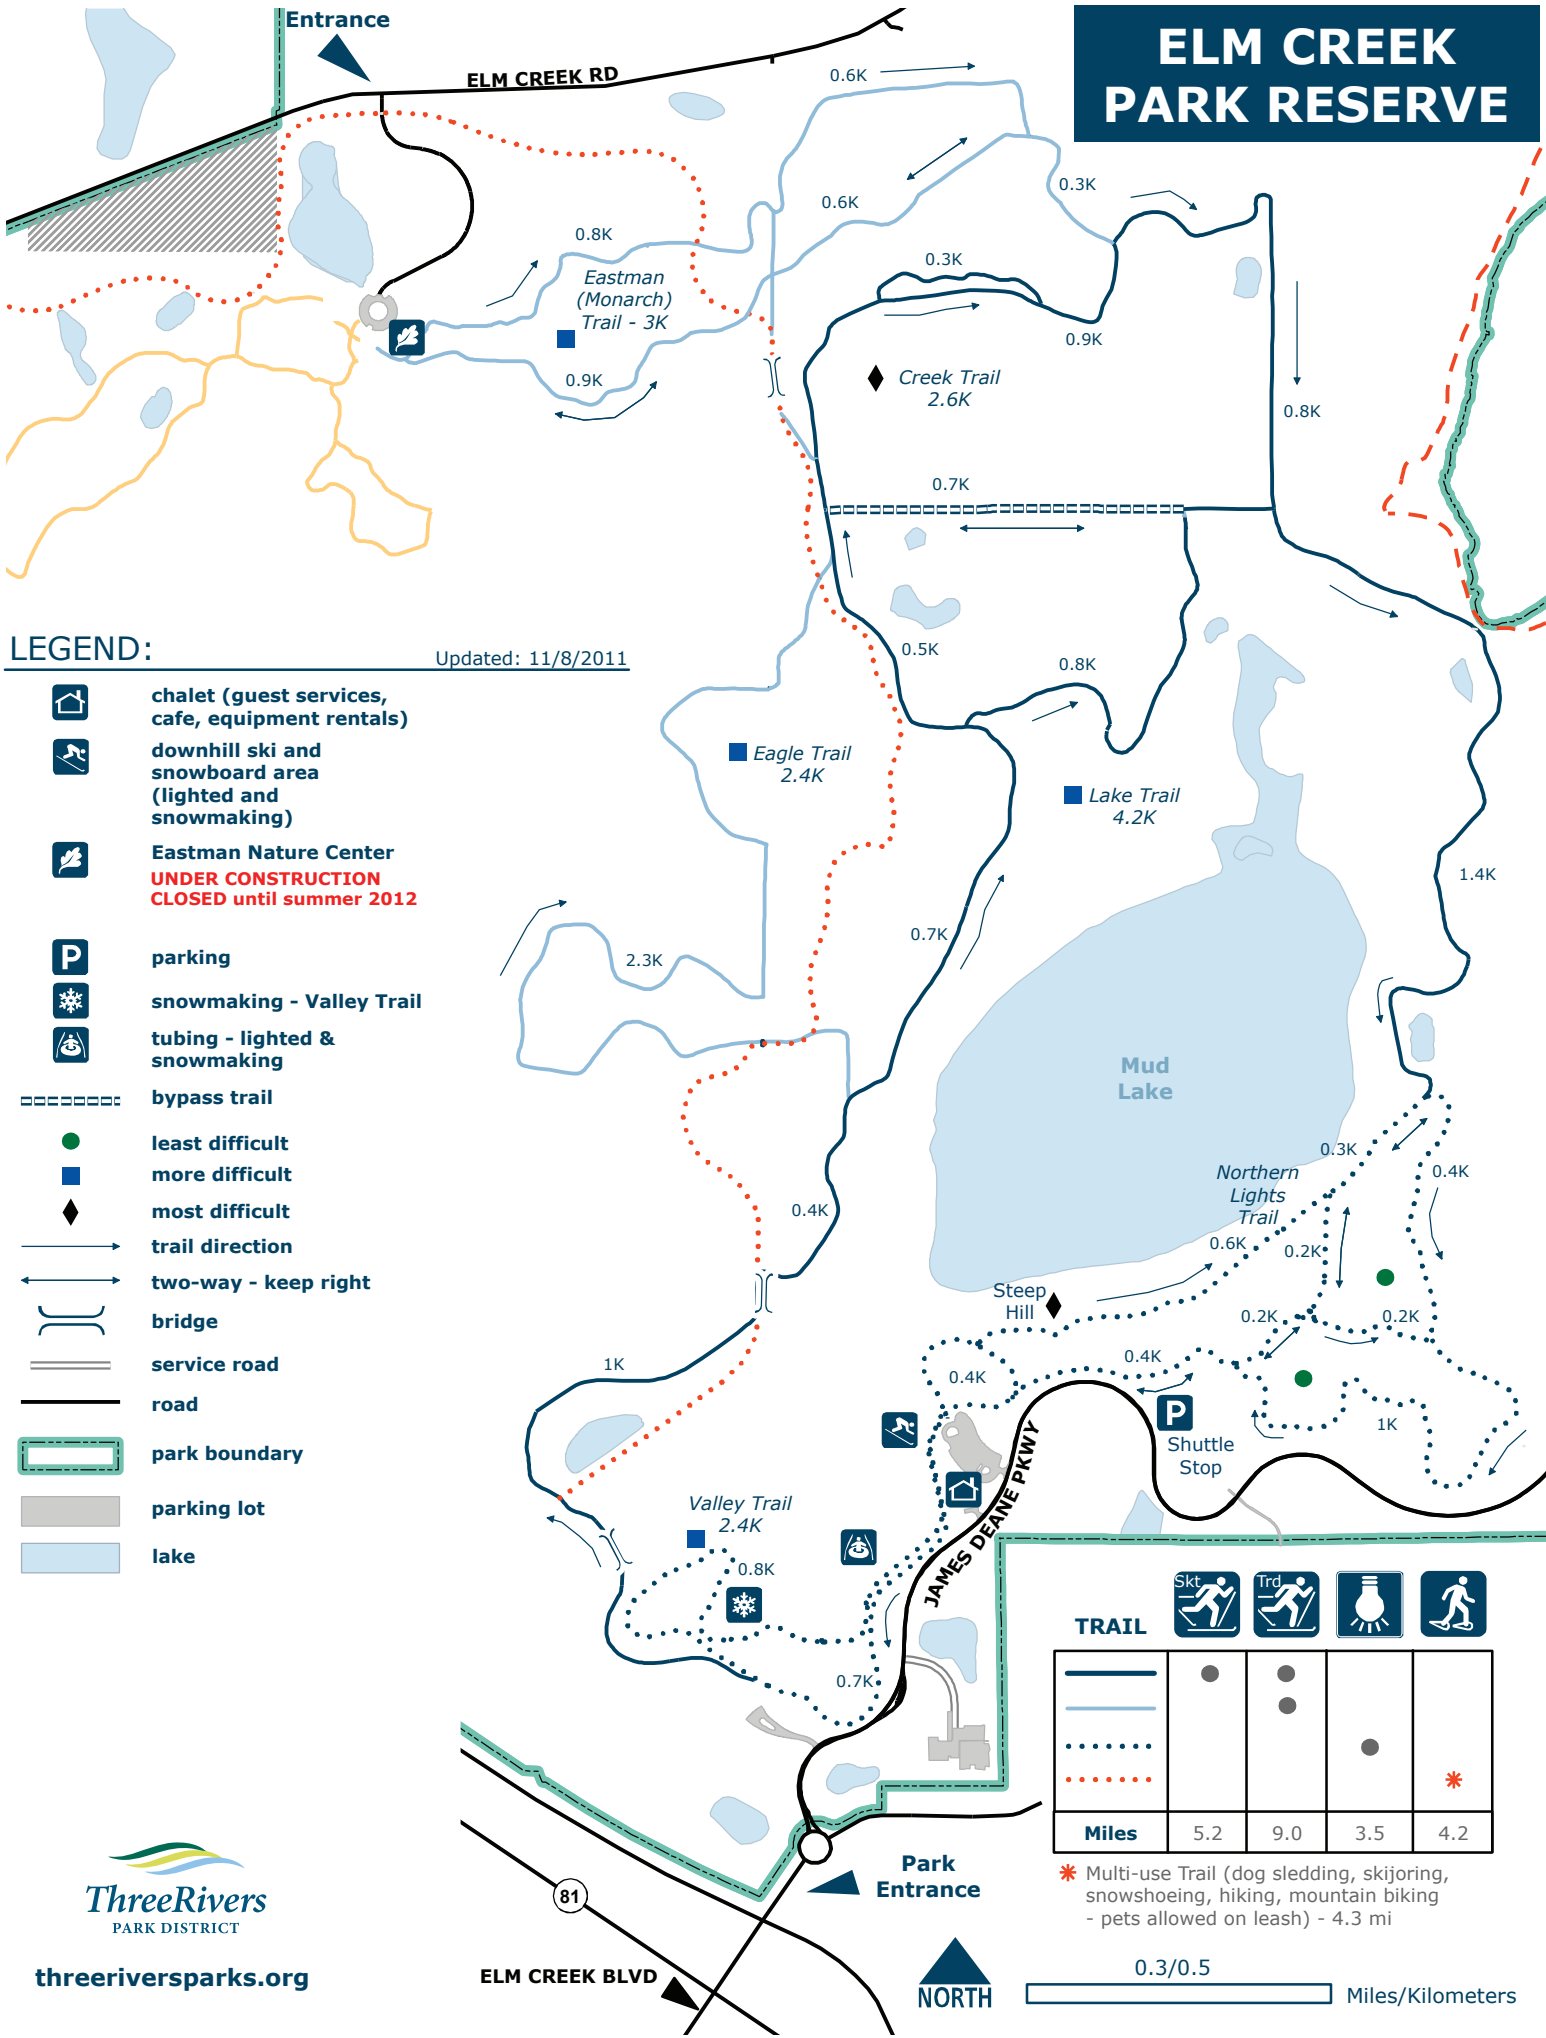 Entrance
ELM CREEK RD
ELM CREEK
PARK RESERVE
0.6K
0.6K
0.3K
0.8K
Eastman
(Monarch)
Trail - 3K
0.3K
0.9K
0.9K
Creek Trail
2.6K
0.8K
0.7K
0.5K
0.8K
LEGEND:
Updated: 11/8/2011
chalet (guest services,
cafe, equipment rentals)
downhill ski and
snowboard area
(lighted and
snowmaking)
Eastman Nature Center
UNDER CONSTRUCTION
CLOSED until summer 2012
P
parking
snowmaking - Valley Trail
tubing - lighted &
snowmaking
bypass trail
least difficult
more difficult
most difficult
trail direction
two-way - keep right
bridge
service road
road
park boundary
parking lot
lake
Eagle Trail
2.4K
Lake Trail
4.2K
1.4K
0.7K
2.3K
Mud
Lake
0.3K
0.4K
Northern
Lights
Trail
0.4K
0.6K
0.2K
Steep
Hill
0.2K
0.2K
1K
0.4K
0.4K
P
Shuttle
Stop
1K
JAMES DEANE PKWY
Valley Trail
2.4K
0.8K
0.7K
TRAIL
Skt
Trd
Miles
5.2
9.0
3.5
4.2
Multi-use Trail (dog sledding, skijoring,
snowshoeing, hiking, mountain biking
- pets allowed on leash) - 4.3 mi
Park
Entrance
81
ELM CREEK BLVD
NORTH
0.3/0.5
Miles/Kilometers
ThreeRivers
PARK DISTRICT
threeriversparks.org